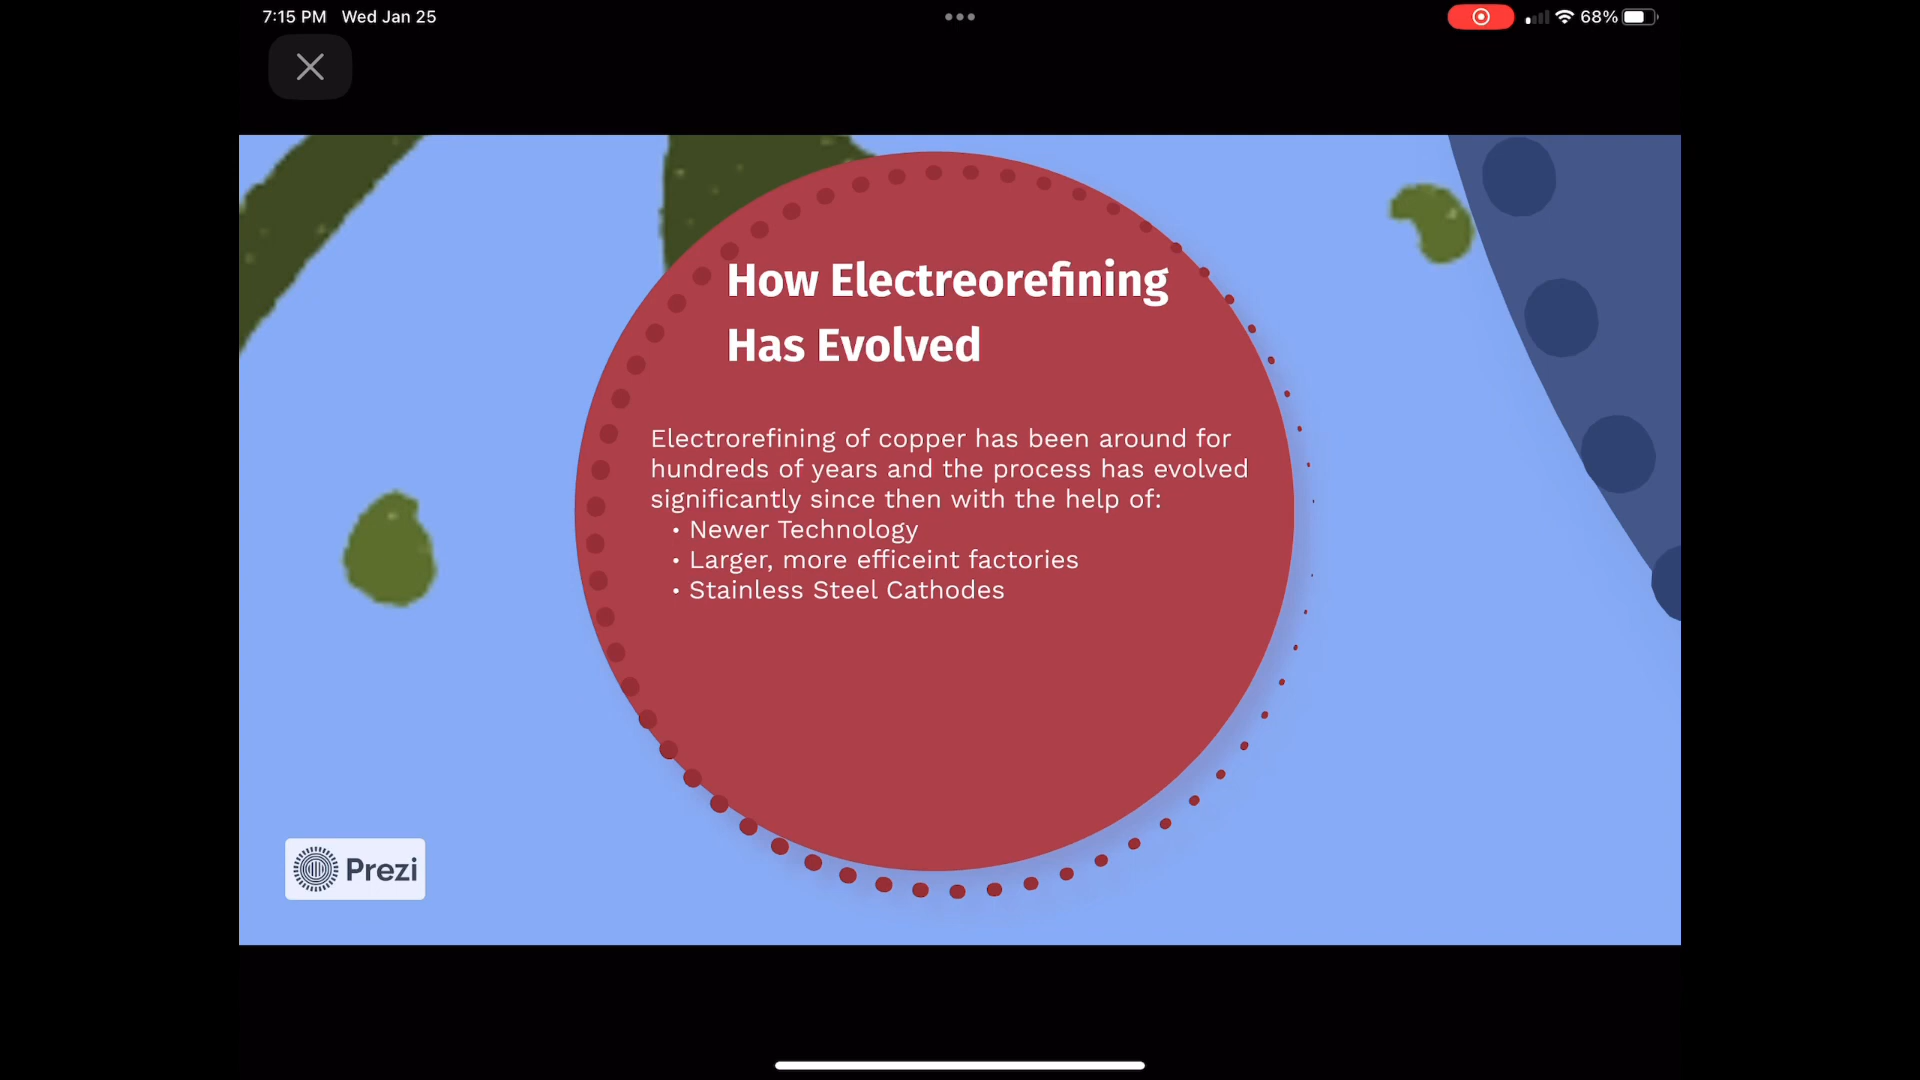 7:15 PM Wed Jan 25
68%
How Electreorefining
Has Evolved
Electrorefining of copper has been around for
hundreds of years and the process has evolved
significantly since then with the help of:
• Newer Technology
• Larger, more efficeint factories
• Stainless Steel Cathodes
Prezi